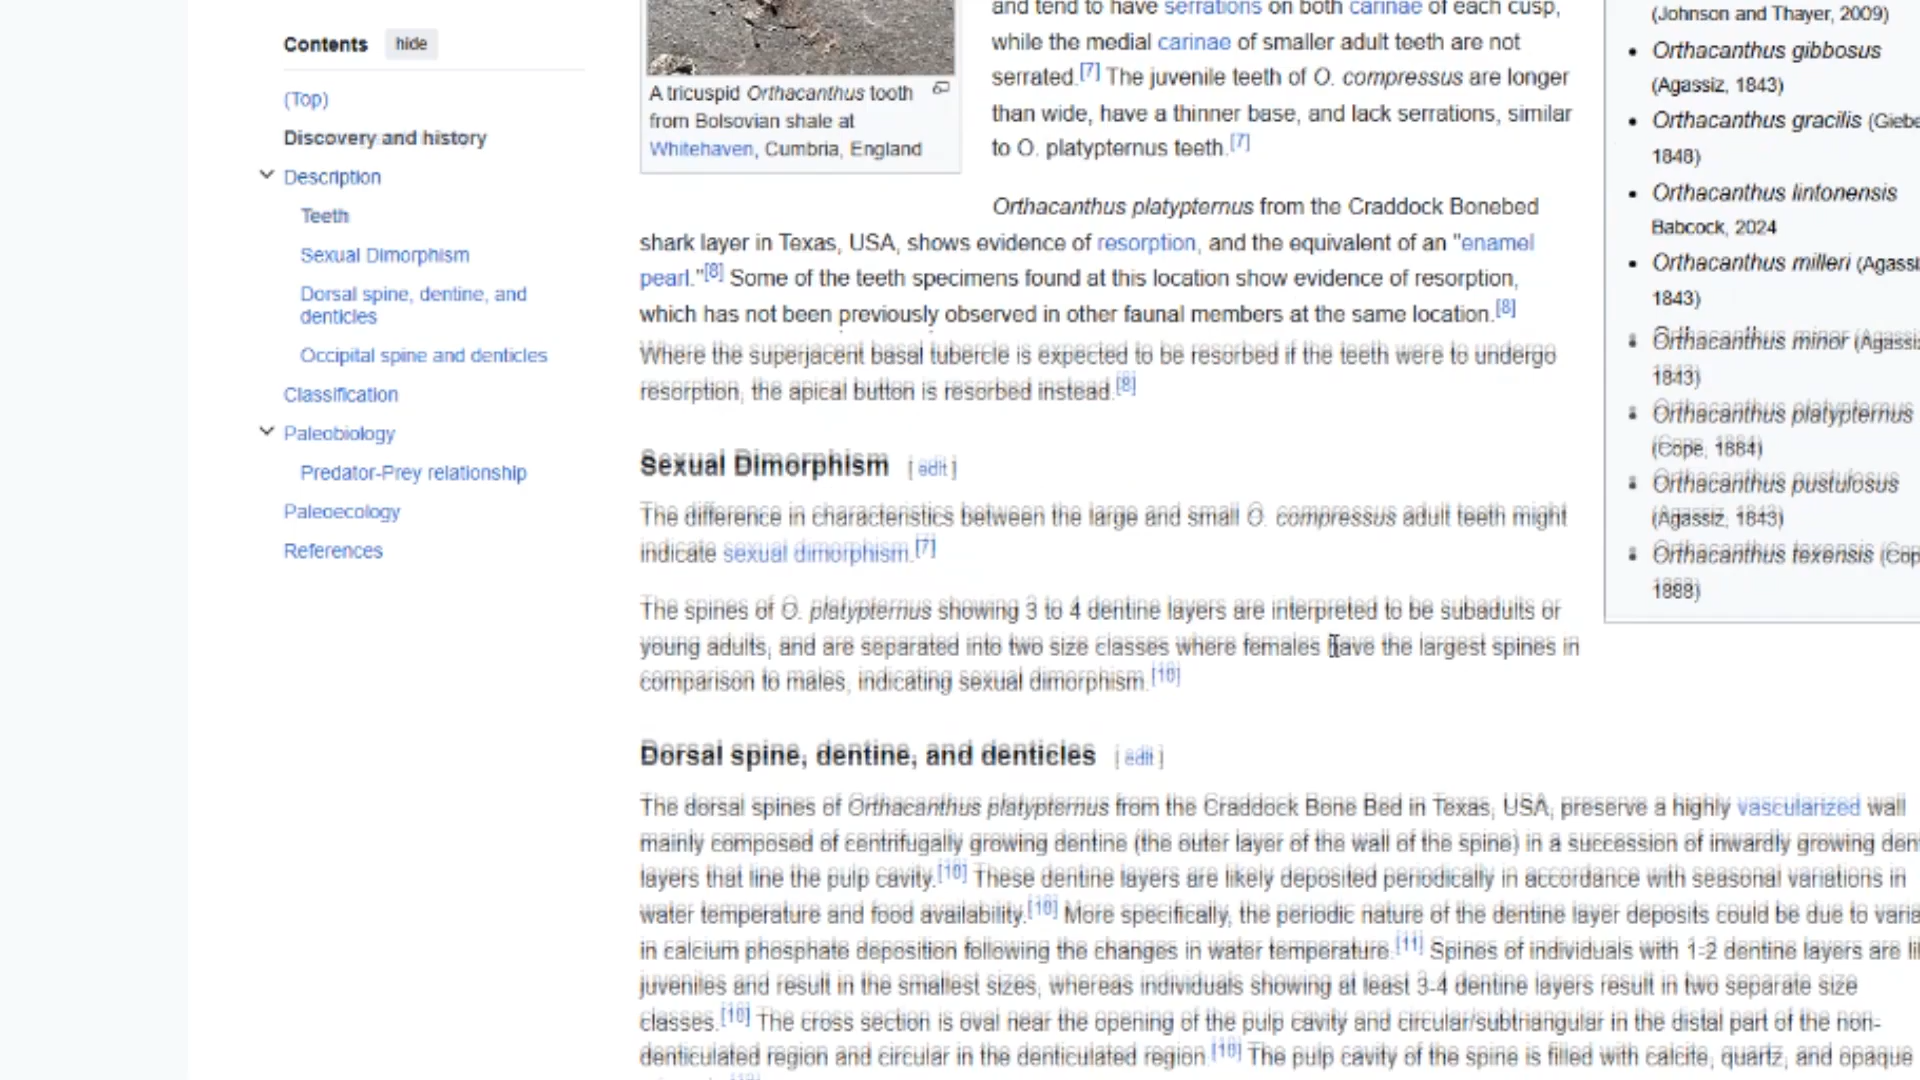 Contents hide
(Top)
Discovery and history
Description
Teeth
Sexual Dimorphism
Dorsal spine, dentine, and
denticles
Occipital spine and denticles
Classification
Paleobiology
Predator-Prey relationship
Paleoecology
References
A tricuspid Orthacanthus tooth
from Bolsovian shale at
Whitehaven, Cumbria, England
and tend to have serrations on both carinae of each cusp,
while the medial carinae of smaller adult teeth are not
serrated.[7] The juvenile teeth of O. compressus are longer
than wide, have a thinner base, and lack serrations, similar
to O. platypternus teeth.[7]
Orthacanthus platypternus from the Craddock Bonebed
shark layer in Texas, USA, shows evidence of resorption, and the equivalent of an "enamel
pearl."[8] Some of the teeth specimens found at this location show evidence of resorption,
which has not been previously observed in other faunal members at the same location.[8]
Where the superjacent basal tubercle is expected to be resorbed if the teeth were to undergo
resorption, the apical button is resorbed instead.[8]
Sexual Dimorphism [ edit ]
The difference in characteristics between the large and small O. compressus adult teeth might
indicate sexual dimorphism.[7]
The spines of O. platypternus showing 3 to 4 dentine layers are interpreted to be subadults or
young adults, and are separated into two size classes where females have the largest spines in
comparison to males, indicating sexual dimorphism.[10]
Dorsal spine, dentine, and denticles [ edit ]
The dorsal spines of Orthacanthus platypternus from the Craddock Bone Bed in Texas, USA, preserve a highly vascularized wall
mainly composed of centrifugally growing dentine (the outer layer of the wall of the spine) in a succession of inwardly growing den
layers that line the pulp cavity.[10] These dentine layers are likely deposited periodically in accordance with seasonal variations in
water temperature and food availability.[10] More specifically, the periodic nature of the dentine layer deposits could be due to varia
in calcium phosphate deposition following the changes in water temperature.[11] Spines of individuals with 1-2 dentine layers are li
juveniles and result in the smallest sizes, whereas individuals showing at least 3-4 dentine layers result in two separate size
classes.[10] The cross section is oval near the opening of the pulp cavity and circular/subtriangular in the distal part of the non-
denticulated region and circular in the denticulated region.[10] The pulp cavity of the spine is filled with calcite, quartz, and opaque
(Johnson and Thayer, 2009)
• Orthacanthus gibbosus
(Agassiz, 1843)
• Orthacanthus gracilis (Giebe
1848)
• Orthacanthus lintonensis
Babcock, 2024
• Orthacanthus milleri (Agassi
1843)
• Orthacanthus minor (Agassiz
1843)
• Orthacanthus platypternus
(Cope, 1884)
• Orthacanthus pustulosus
(Agassiz, 1843)
• Orthacanthus texensis (Cop
1888)